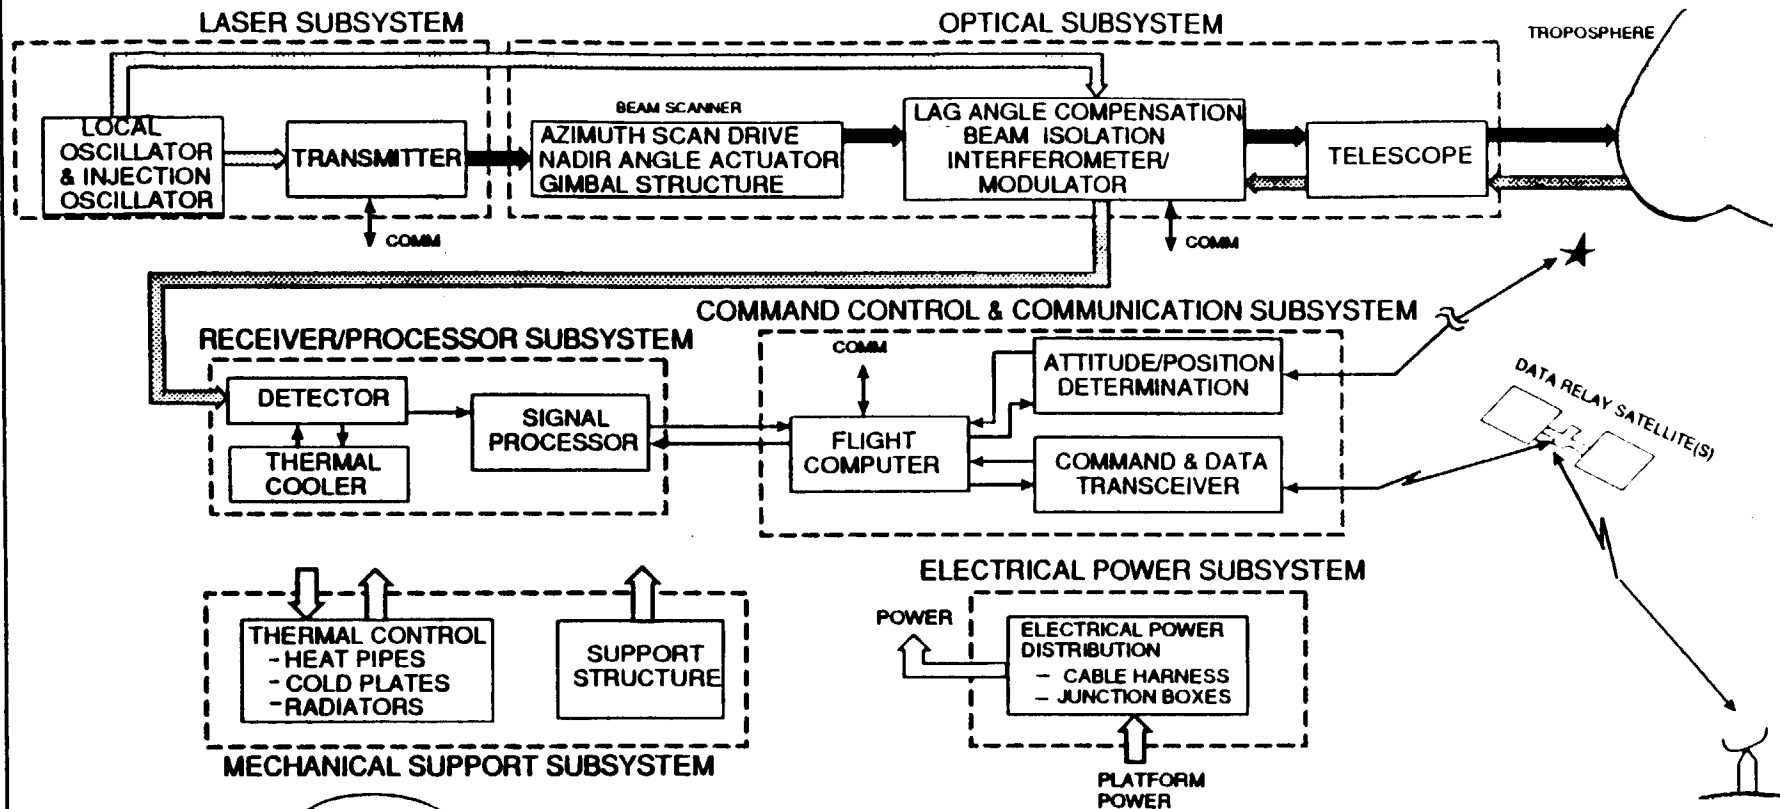 LASER SUBSYSTEM
OPTICAL SUBSYSTEM
TROPOSPHERE
LOCAL
OSCILLATOR
& INJECTION
OSCILLATOR
TRANSMITTER
COMM
BEAM SCANNER
AZIMUTH SCAN DRIVE
NADIR ANGLE ACTUATOR
GIMBAL STRUCTURE
LAG ANGLE COMPENSATION
BEAM ISOLATION
INTERFEROMETER/
MODULATOR
COMM
TELESCOPE
RECEIVER/PROCESSOR SUBSYSTEM
DETECTOR
THERMAL
COOLER
SIGNAL
PROCESSOR
COMMAND CONTROL & COMMUNICATION SUBSYSTEM
COMM
FLIGHT
COMPUTER
ATTITUDE/POSITION
DETERMINATION
COMMAND & DATA
TRANSCEIVER
DATA RELAY SATELLITE(S)
THERMAL CONTROL
- HEAT PIPES
- COLD PLATES
- RADIATORS
SUPPORT
STRUCTURE
MECHANICAL SUPPORT SUBSYSTEM
ELECTRICAL POWER SUBSYSTEM
POWER
ELECTRICAL POWER
DISTRIBUTION
– CABLE HARNESS
– JUNCTION BOXES
PLATFORM
POWER